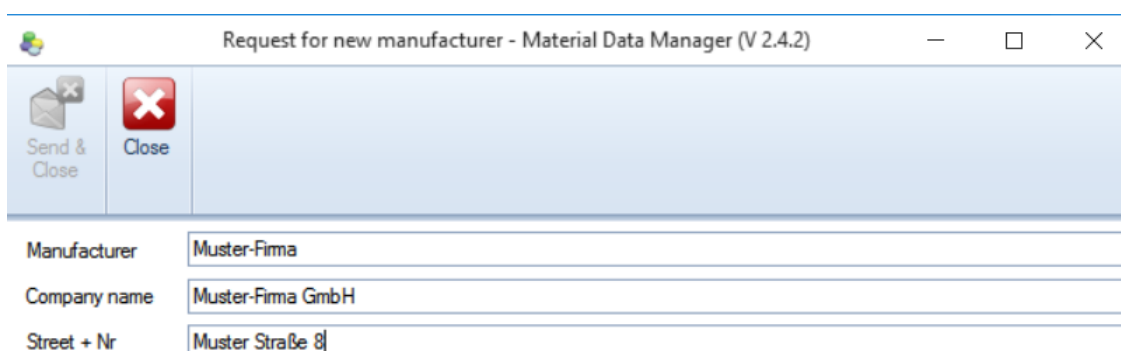 Request for new manufacturer - Material Data Manager (V 2.4.2)
Send & Close
Close
Manufacturer Muster-Firma
Company name Muster-Firma GmbH
Street + Nr Muster Straße 8